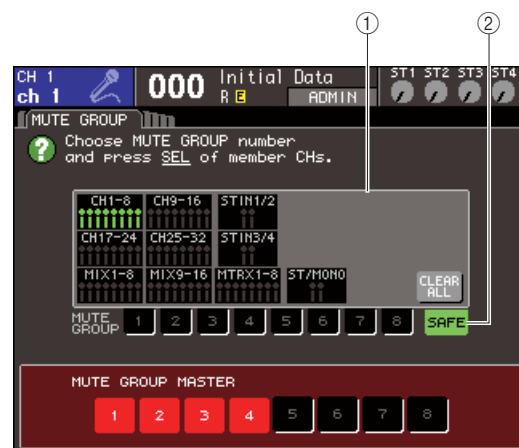 ① ②
CH 1 000 Initial Data ST1 ST2 ST3 ST4
ch 1 R E ADMIN
MUTE GROUP
? Choose MUTE GROUP number
and press SEL of member CHs.
CH1-8 CH9-16 STIN1/2
CH17-24 CH25-32 STIN3/4
MIX1-8 MIX9-16 MTRX1-8 ST/MONO CLEAR ALL
MUTE GROUP 1 2 3 4 5 6 7 8 SAFE
MUTE GROUP MASTER
1 2 3 4 5 6 7 8